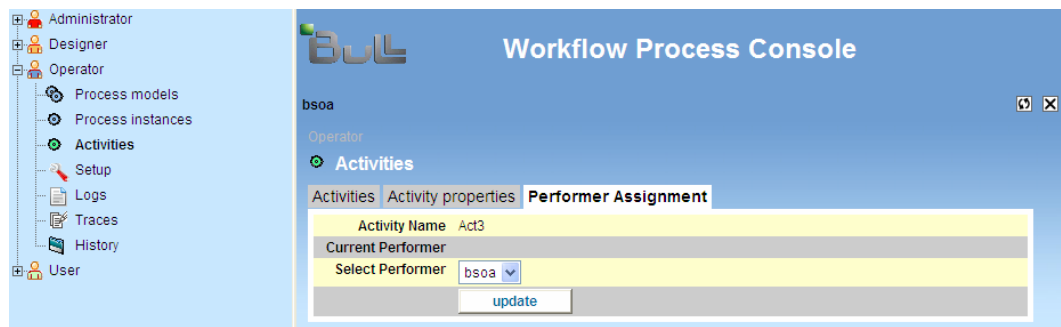 Administrator
Designer
Operator
Process models
Process instances
Activities
Setup
Logs
Traces
History
User
Bull
Workflow Process Console
bsoa
Operator
Activities
Activities Activity properties Performer Assignment
Activity Name Act3
Current Performer
Select Performer bsoa
update